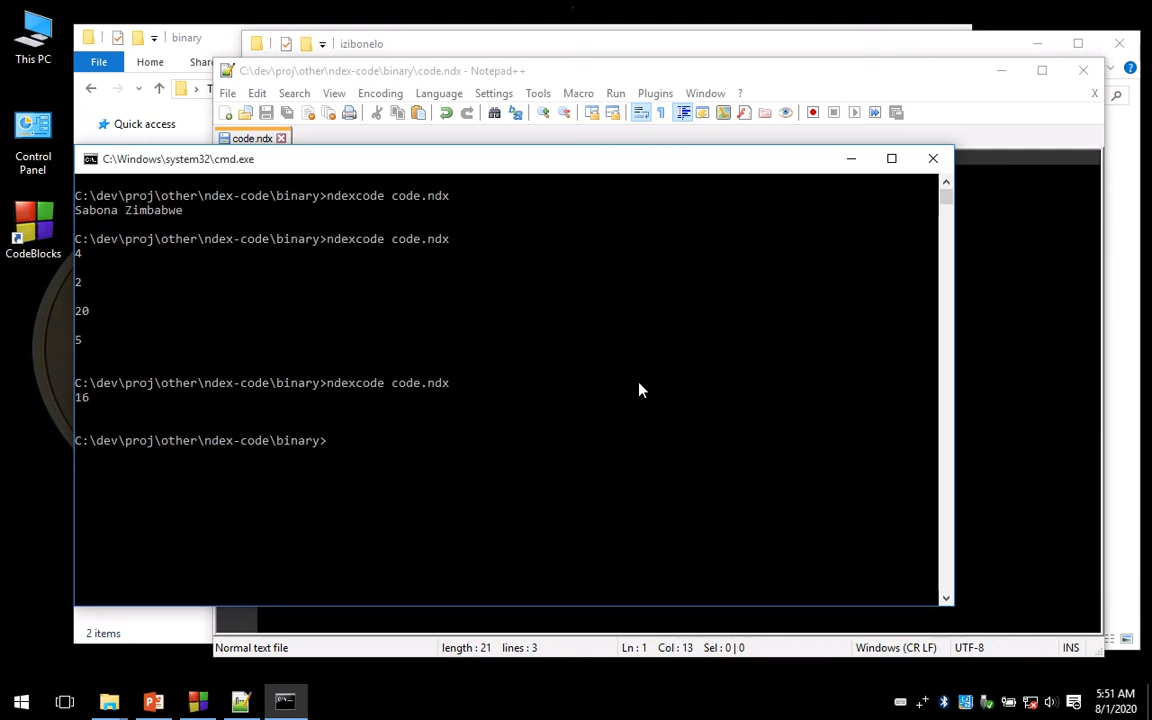 This PC
Control
Panel
CodeBlocks
binary
File
Home
Shar
Quick access
2 items
izibonelo
C:\dev\proj\other\ndex-code\binary\code.ndx - Notepad++
File Edit Search View Encoding Language Settings Tools Macro Run Plugins Window ? X
code.ndx
C:\Windows\system32\cmd.exe
C:\dev\proj\other\ndex-code\binary>ndexcode code.ndx
Sabona Zimbabwe
C:\dev\proj\other\ndex-code\binary>ndexcode code.ndx
4
2
20
5
C:\dev\proj\other\ndex-code\binary>ndexcode code.ndx
16
C:\dev\proj\other\ndex-code\binary>
Normal text file length : 21 lines : 3 Ln : 1 Col : 13 Sel : 0 | 0 Windows (CR LF) UTF-8 INS
5:51 AM
8/1/2020